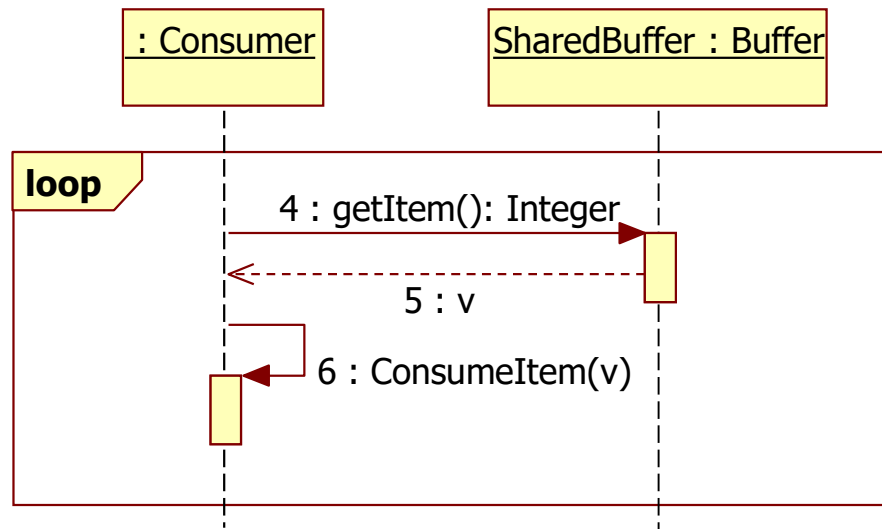 : Consumer
SharedBuffer : Buffer
loop
4 : getItem(): Integer
5 : v
6 : ConsumeItem(v)